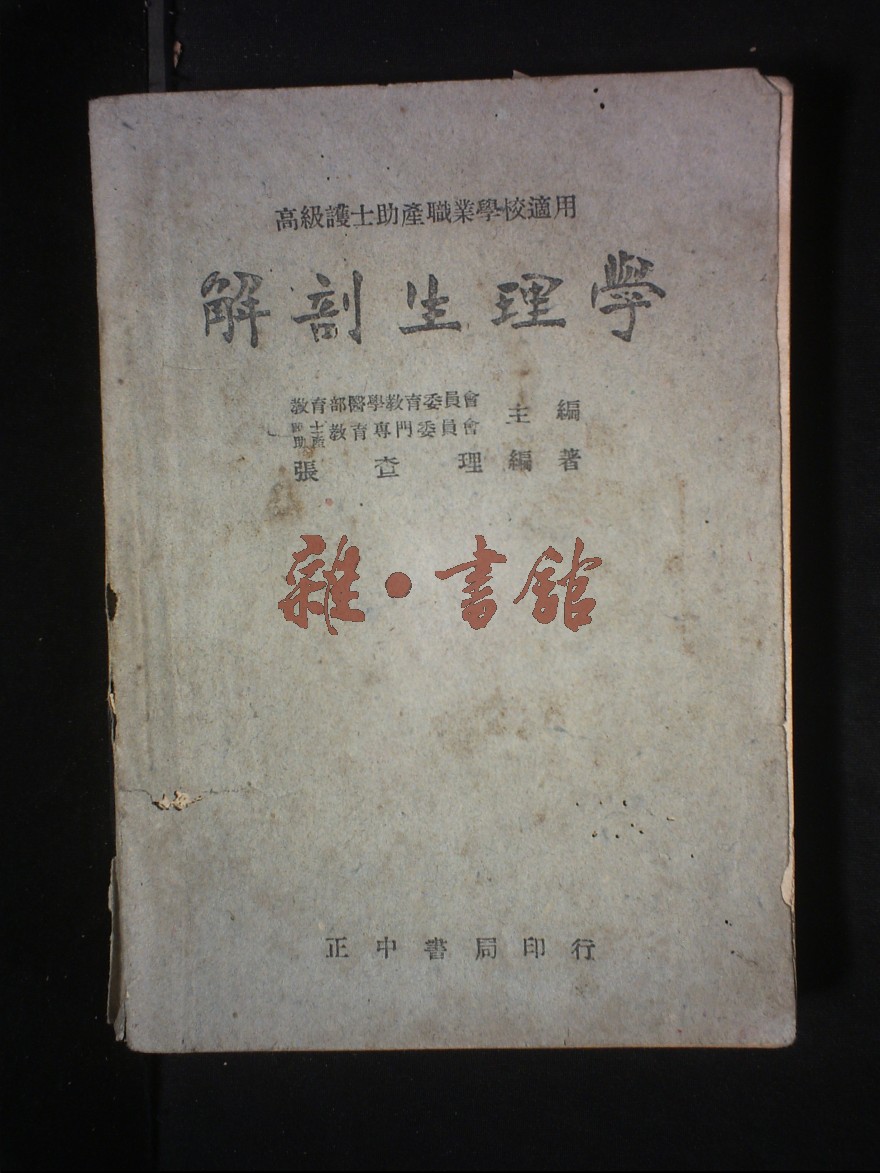 高級護士助產職業學校適用
解剖生理學
教育部醫學教育委員會
護士助產教育專門委員會 主編
張查理編著
雜·書館
正中書局印行